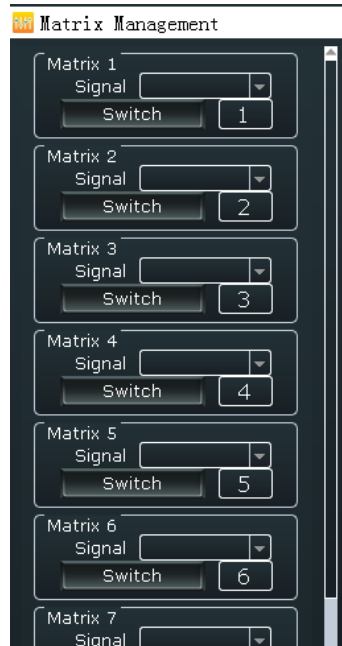 Matrix Management
Matrix 1
Signal
Switch 1
Matrix 2
Signal
Switch 2
Matrix 3
Signal
Switch 3
Matrix 4
Signal
Switch 4
Matrix 5
Signal
Switch 5
Matrix 6
Signal
Switch 6
Matrix 7
Signal